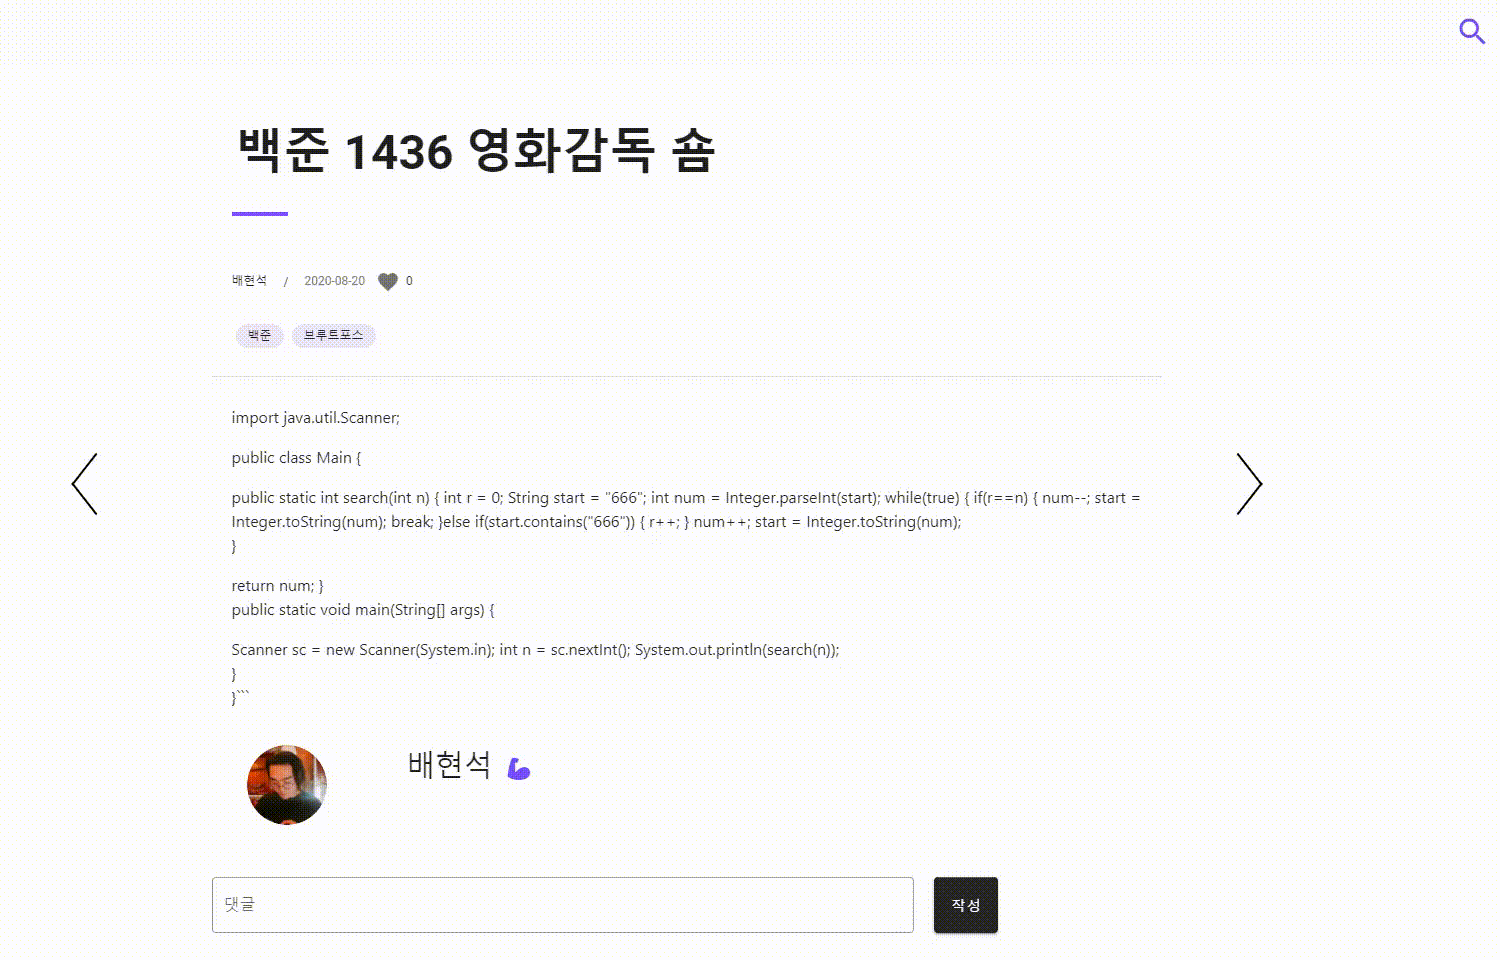 백준 1436 영화감독 숌
배현석 / 2020-08-20 0
백준 브루트포스
import java.util.Scanner;
public class Main {
public static int search(int n) { int r = 0; String start = "666"; int num = Integer.parseInt(start); while(true) { if(r==n) { num--; start =
Integer.toString(num); break; }else if(start.contains("666")) { r++; } num++; start = Integer.toString(num);
}
return num; }
public static void main(String[] args) {
Scanner sc = new Scanner(System.in); int n = sc.nextInt(); System.out.println(search(n));
}
}```
배현석
댓글
작성